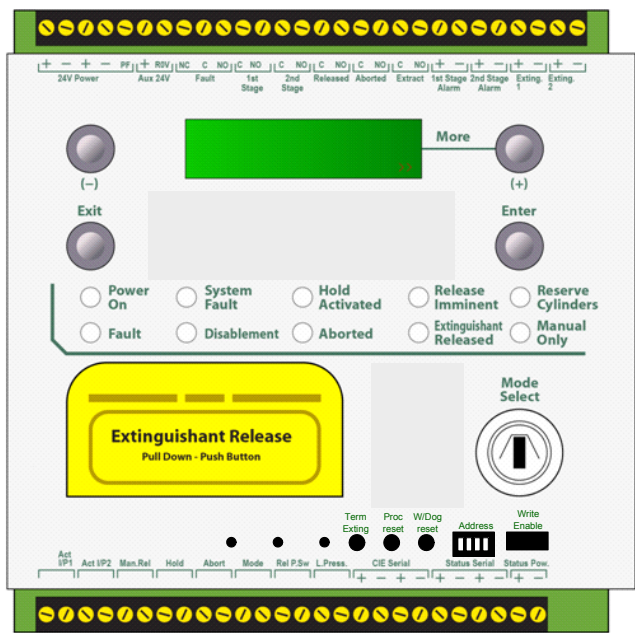 + − + − PF + R0V NC C NO C NO C NO C NO C NO C NO + − + − + − + −
24V Power Aux 24V Fault 1st Stage 2nd Stage Released Aborted Extract 1st Stage Alarm 2nd Stage Alarm Exting. 1 Exting. 2
More
(−) (+)
Exit Enter
Power On System Fault Hold Activated Release Imminent Reserve Cylinders
Fault Disablement Aborted Extinguishant Released Manual Only
Mode
Select
Extinguishant Release
Pull Down - Push Button
Term Exting Proc reset W/Dog reset Address Write Enable
Act I/P1 Act I/P2 Man.Rel Hold Abort Mode Rel P.Sw L.Press. CIE Serial Status Serial Status Pow.
+ − + − + − + − + −